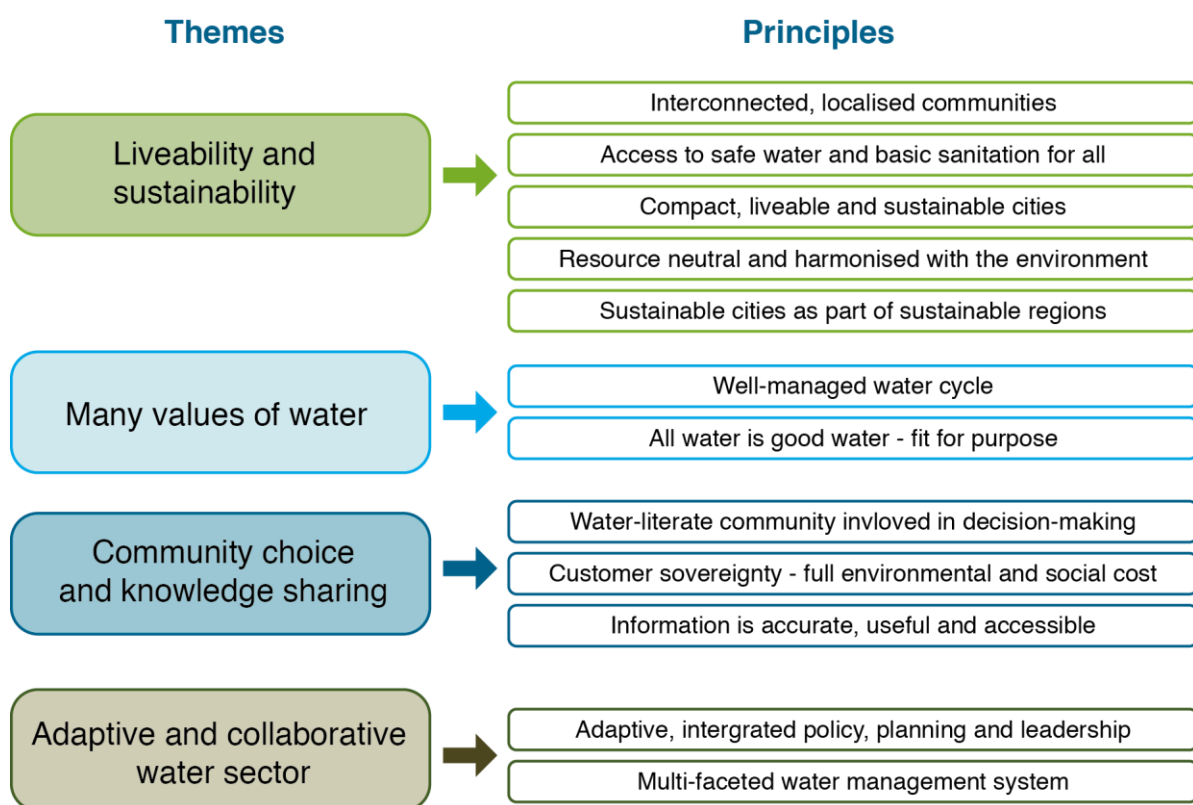 Themes
Principles
Liveability and
sustainability
Interconnected, localised communities
Access to safe water and basic sanitation for all
Compact, liveable and sustainable cities
Resource neutral and harmonised with the environment
Sustainable cities as part of sustainable regions
Many values of water
Well-managed water cycle
All water is good water - fit for purpose
Community choice
and knowledge sharing
Water-literate community invloved in decision-making
Customer sovereignty - full environmental and social cost
Information is accurate, useful and accessible
Adaptive and collaborative
water sector
Adaptive, intergrated policy, planning and leadership
Multi-faceted water management system